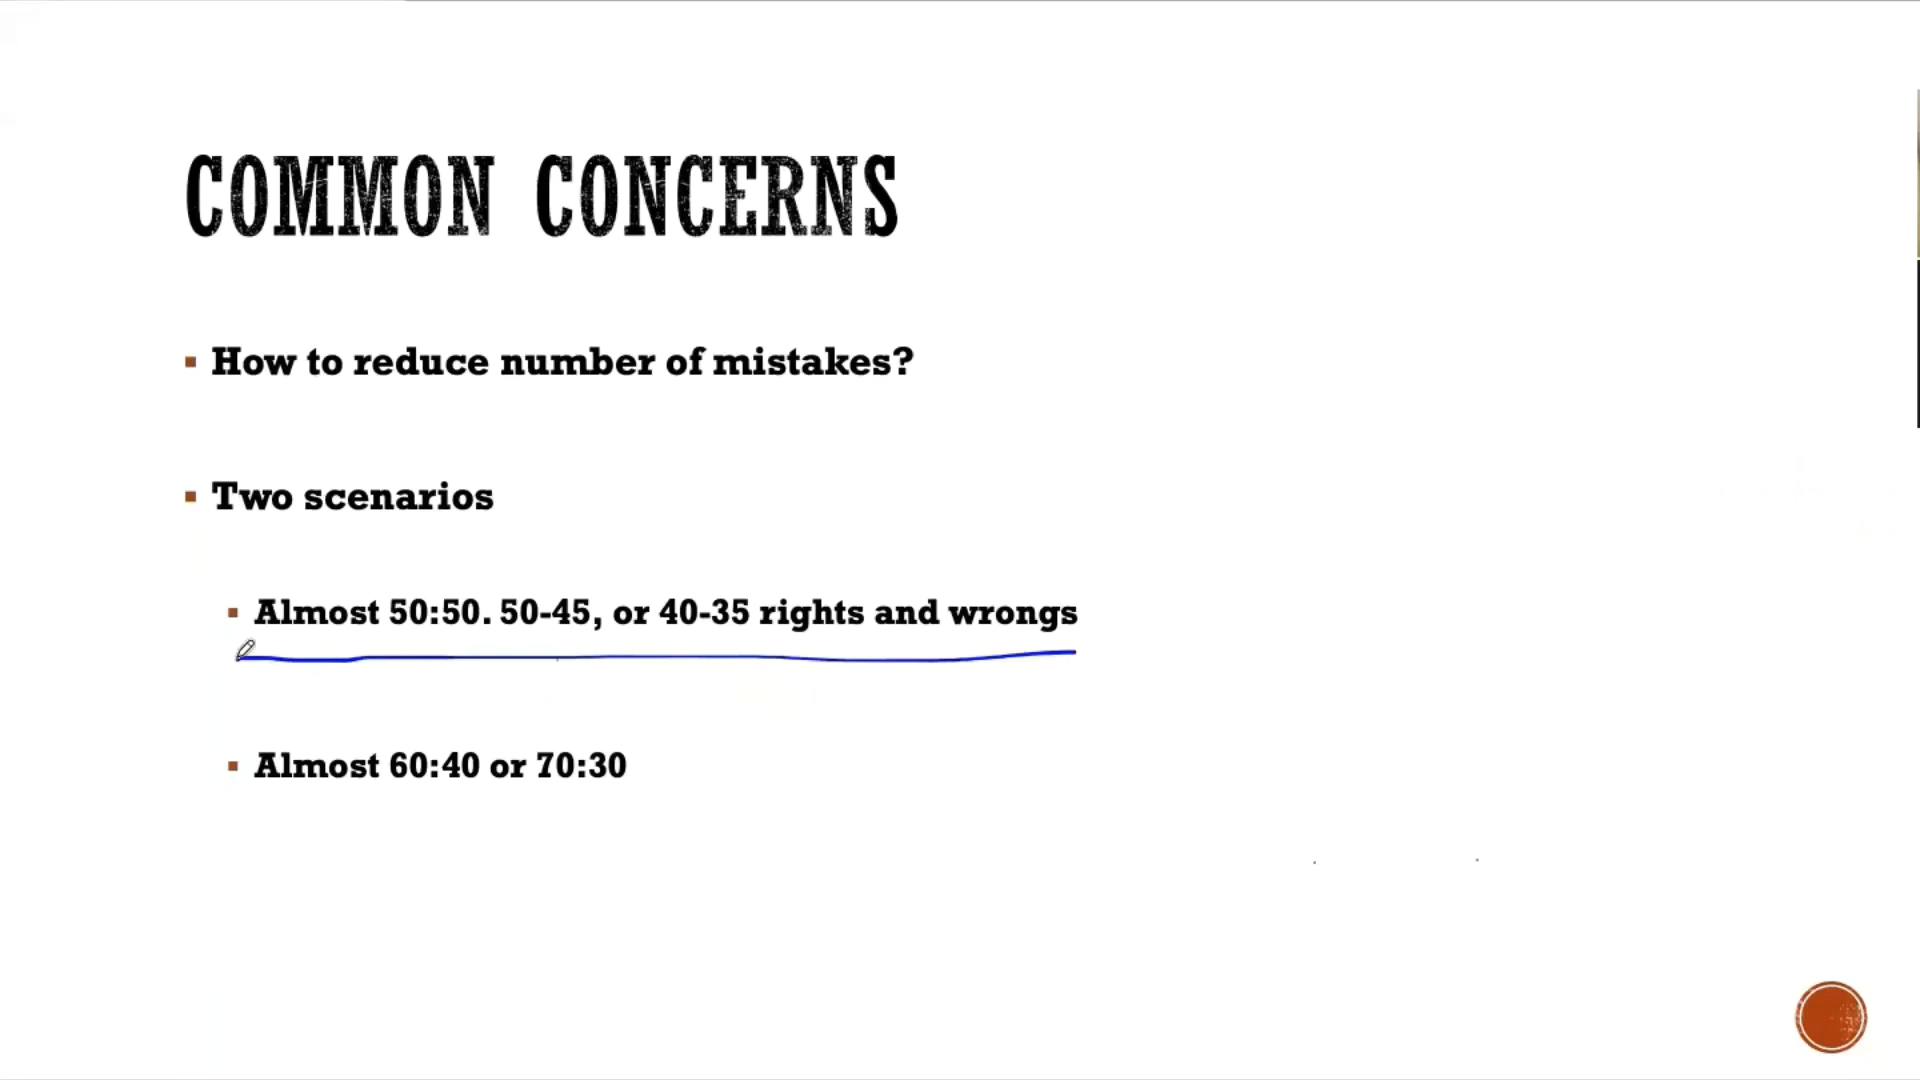 COMMON CONCERNS
How to reduce number of mistakes?
Two scenarios
Almost 50:50. 50-45, or 40-35 rights and wrongs
Almost 60:40 or 70:30